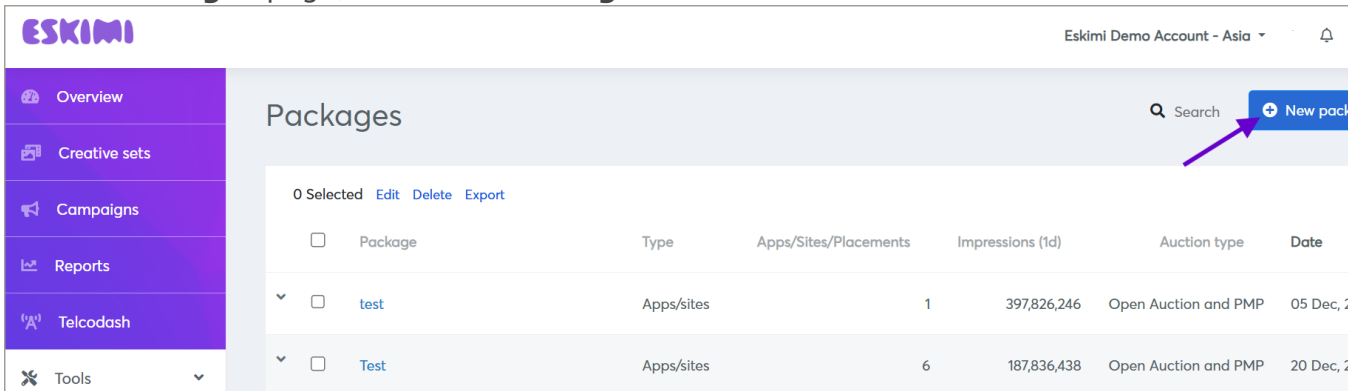 ESKIMI
Eskimi Demo Account - Asia
Overview
Packages
Search
New pack
Creative sets
0 Selected Edit Delete Export
Campaigns
Package Type Apps/Sites/Placements Impressions (1d) Auction type Date
Reports
test Apps/sites 1 397,826,246 Open Auction and PMP 05 Dec, 2
Telcodash
Test Apps/sites 6 187,836,438 Open Auction and PMP 20 Dec, 2
Tools